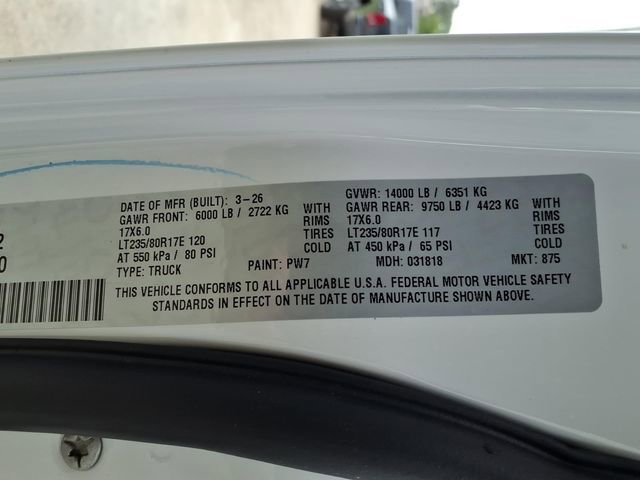 DATE OF MFR (BUILT): 3-26 GVWR: 14000 LB / 6351 KG
GAWR FRONT: 6000 LB / 2722 KG WITH GAWR REAR: 9750 LB / 4423 KG WITH
17X6.0 RIMS 17X6.0 RIMS
LT235/80R17E 120 TIRES LT235/80R17E 117 TIRES
AT 550 kPa / 80 PSI COLD AT 450 kPa / 65 PSI COLD
TYPE: TRUCK PAINT: PW7 MDH: 031818 MKT: 875
THIS VEHICLE CONFORMS TO ALL APPLICABLE U.S.A. FEDERAL MOTOR VEHICLE SAFETY
STANDARDS IN EFFECT ON THE DATE OF MANUFACTURE SHOWN ABOVE.